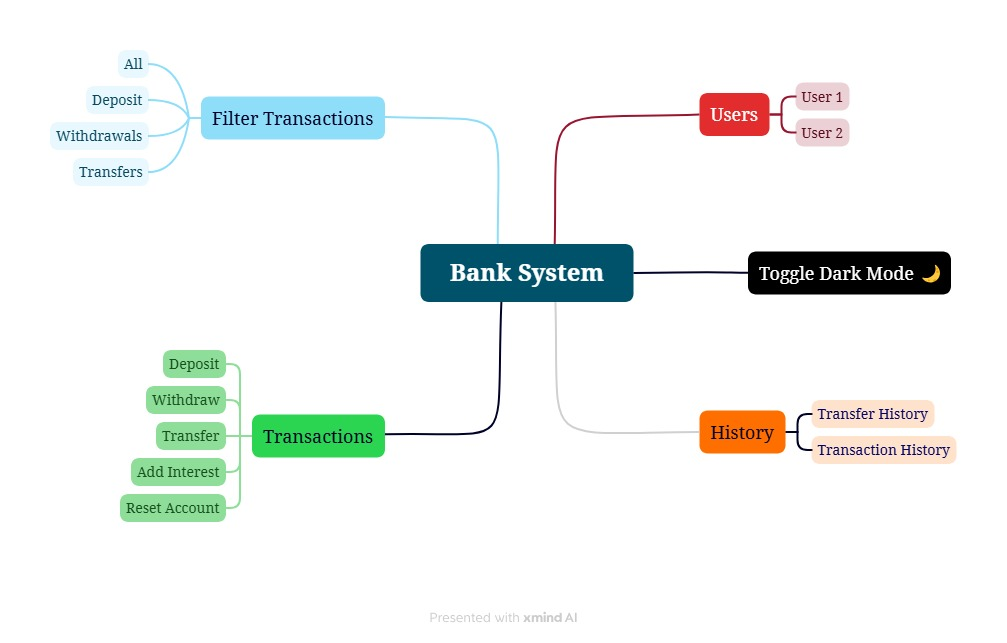 Bank System
Users
User 1
User 2
Toggle Dark Mode 🌙
History
Transfer History
Transaction History
Transactions
Deposit
Withdraw
Transfer
Add Interest
Reset Account
Filter Transactions
All
Deposit
Withdrawals
Transfers
Presented with xmind AI